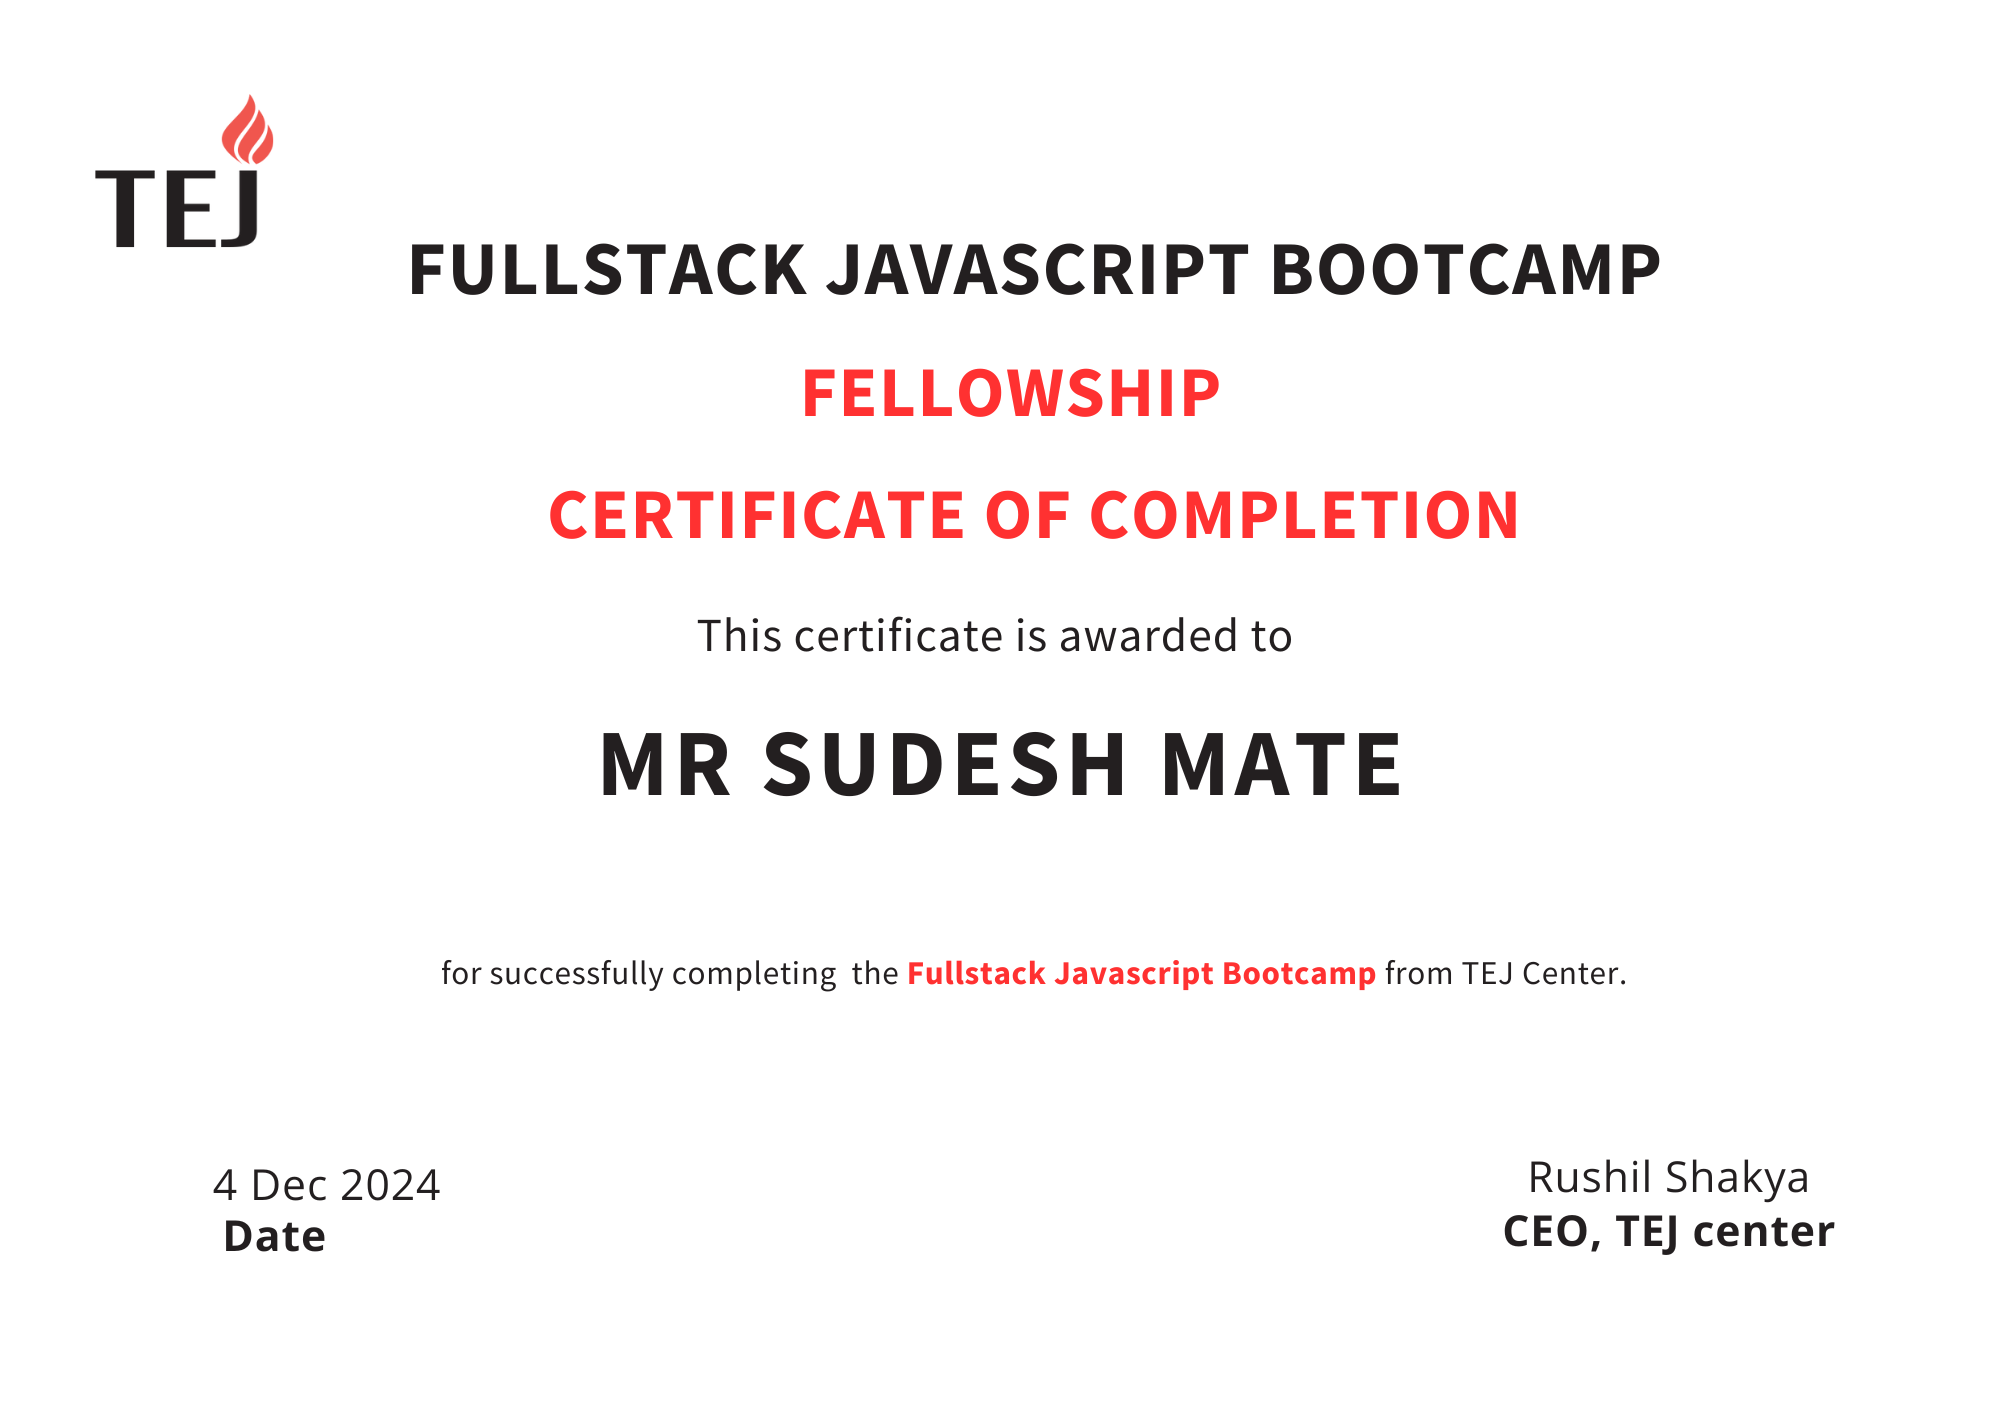 TEJ
FULLSTACK JAVASCRIPT BOOTCAMP
FELLOWSHIP
CERTIFICATE OF COMPLETION
This certificate is awarded to
MR SUDESH MATE
for successfully completing  the Fullstack Javascript Bootcamp from TEJ Center.
4 Dec 2024
Date
Rushil Shakya
CEO, TEJ center